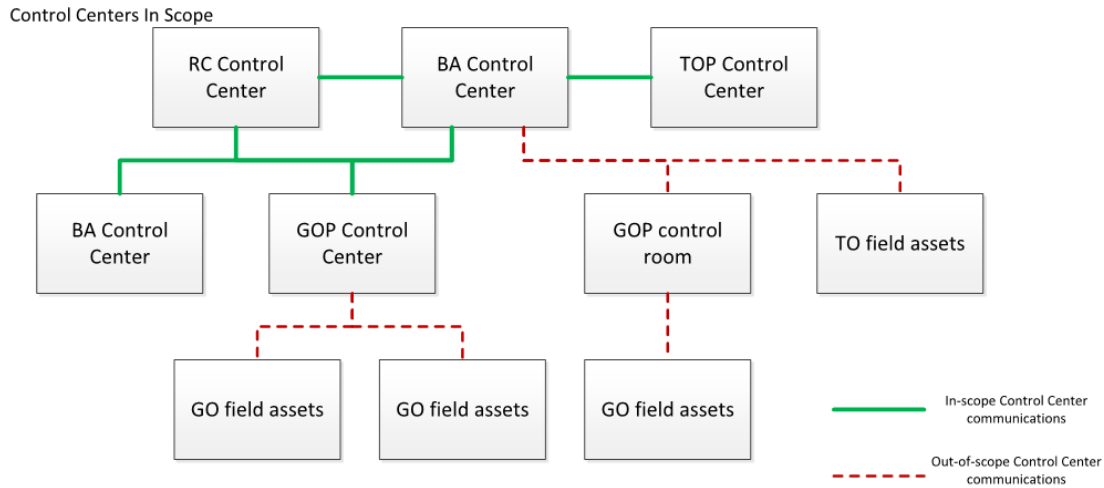 Control Centers In Scope
RC Control
Center
BA Control
Center
TOP Control
Center
BA Control
Center
GOP Control
Center
GOP control
room
TO field assets
GO field assets
GO field assets
GO field assets
In-scope Control Center
communications
Out-of-scope Control Center
communications